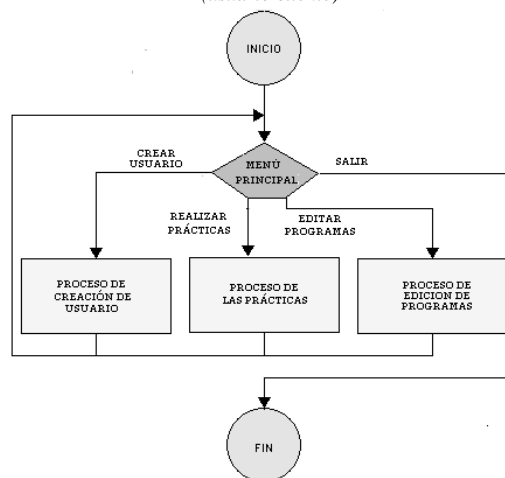 INICIO
CREAR
USUARIO
MENÚ
PRINCIPAL
SALIR
REALIZAR
PRÁCTICAS
EDITAR
PROGRAMAS
PROCESO DE
CREACIÓN DE
USUARIO
PROCESO DE
LAS PRÁCTICAS
PROCESO DE
EDICION DE
PROGRAMAS
FIN